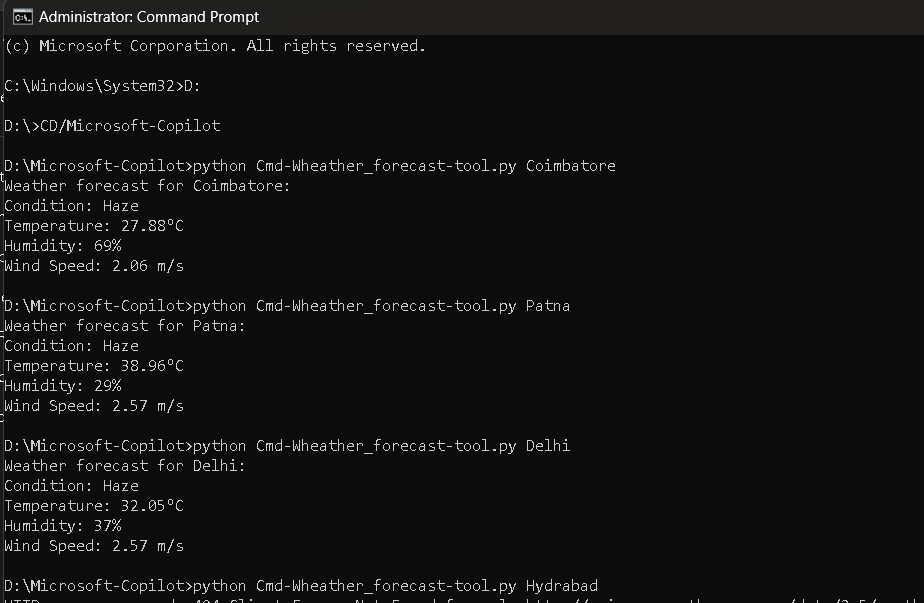 Administrator: Command Prompt
(c) Microsoft Corporation. All rights reserved.
C:\Windows\System32>D:
D:\>CD/Microsoft-Copilot
D:\Microsoft-Copilot>python Cmd-Wheather_forecast-tool.py Coimbatore
Weather forecast for Coimbatore:
Condition: Haze
Temperature: 27.88°C
Humidity: 69%
Wind Speed: 2.06 m/s
D:\Microsoft-Copilot>python Cmd-Wheather_forecast-tool.py Patna
Weather forecast for Patna:
Condition: Haze
Temperature: 38.96°C
Humidity: 29%
Wind Speed: 2.57 m/s
D:\Microsoft-Copilot>python Cmd-Wheather_forecast-tool.py Delhi
Weather forecast for Delhi:
Condition: Haze
Temperature: 32.05°C
Humidity: 37%
Wind Speed: 2.57 m/s
D:\Microsoft-Copilot>python Cmd-Wheather_forecast-tool.py Hydrabad